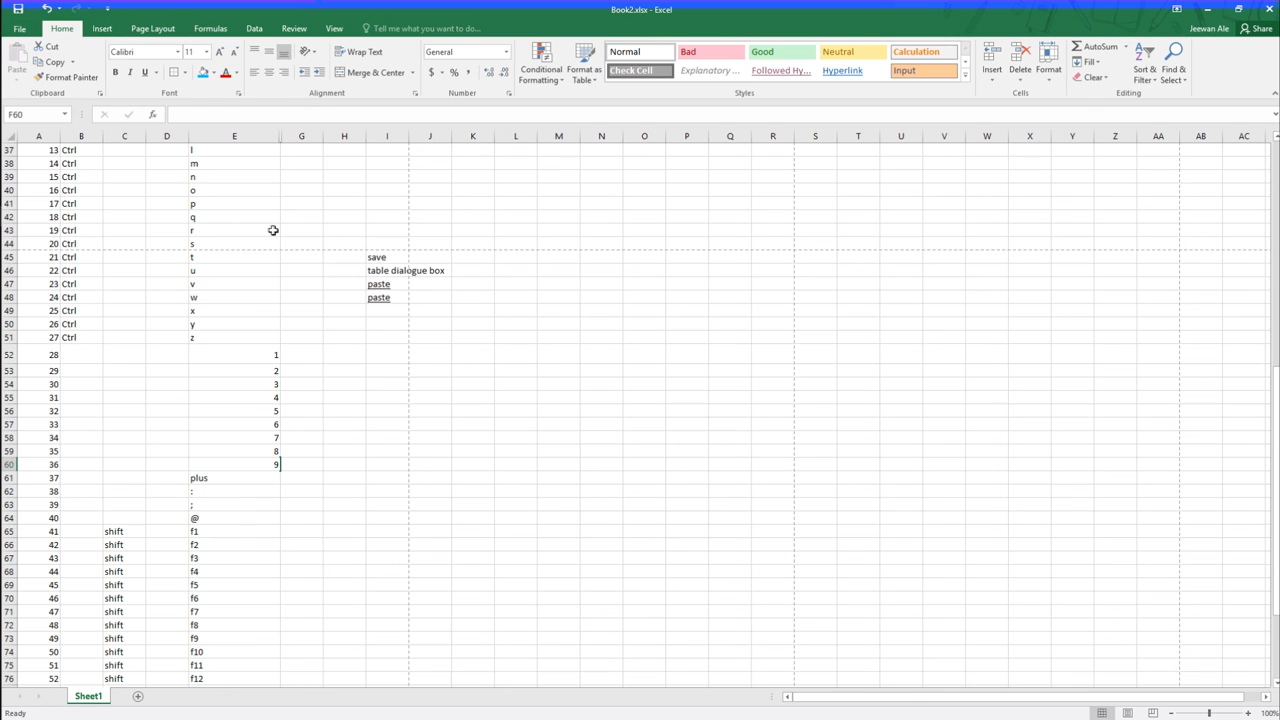 Book2.xlsx - Excel
File Home Insert Page Layout Formulas Data Review View Tell me what you want to do... Jeewan Ale Share
Paste Cut Copy Format Painter Clipboard
Calibri 11 A A B I U A Font
Wrap Text Merge & Center Alignment
General $ % , Number
Conditional Formatting Format as Table
Normal Bad Good Neutral Calculation
Check Cell Explanatory ... Followed Hy... Hyperlink Input
Styles
Insert Delete Format Cells
AutoSum Fill Clear Sort & Filter Find & Select Editing
F60 fx
A B C D E G H I J K L M N O P Q R S T U V W X Y Z AA AB AC
37 13 Ctrl l
38 14 Ctrl m
39 15 Ctrl n
40 16 Ctrl o
41 17 Ctrl p
42 18 Ctrl q
43 19 Ctrl r
44 20 Ctrl s
45 21 Ctrl t save
46 22 Ctrl u table dialogue box
47 23 Ctrl v paste
48 24 Ctrl w paste
49 25 Ctrl x
50 26 Ctrl y
51 27 Ctrl z
52 28 1
53 29 2
54 30 3
55 31 4
56 32 5
57 33 6
58 34 7
59 35 8
60 36 9
61 37 plus
62 38 :
63 39 ;
64 40 @
65 41 shift f1
66 42 shift f2
67 43 shift f3
68 44 shift f4
69 45 shift f5
70 46 shift f6
71 47 shift f7
72 48 shift f8
73 49 shift f9
74 50 shift f10
75 51 shift f11
76 52 shift f12
Sheet1
Ready 100%